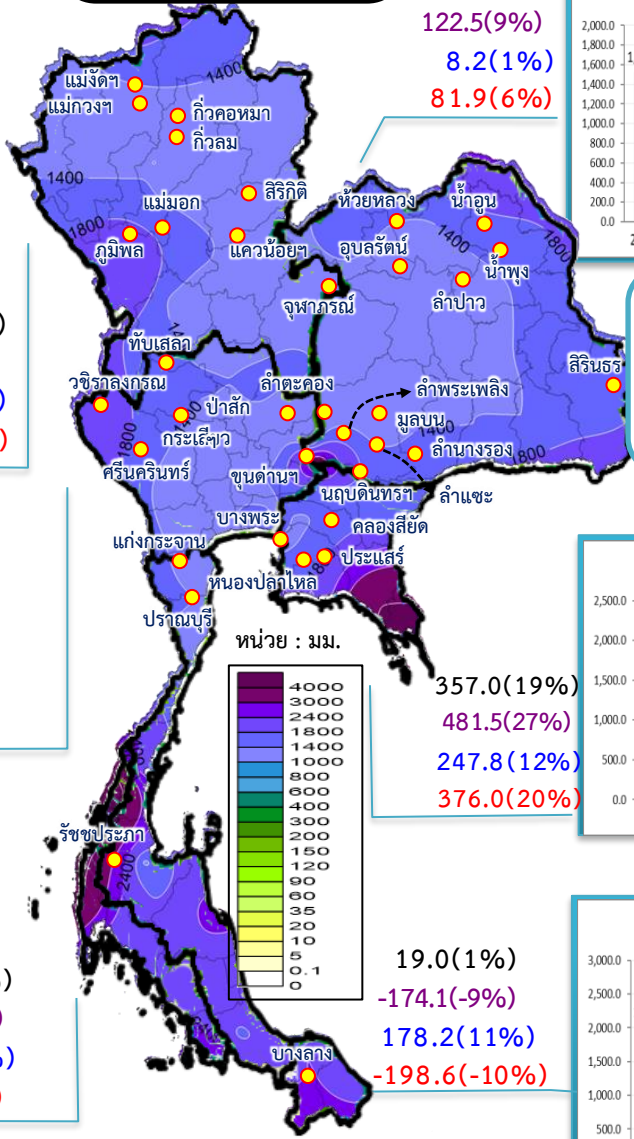 122.5(9%)
8.2(1%)
81.9(6%)
2,000.0
1,800.0
1,600.0
1,400.0
1,200.0
1,000.0
800.0
600.0
400.0
200.0
0.0
1400
แม่งัดฯ
แม่กวงฯ
กิ่วคอหมา
กิ่วลม
1400
แม่มอก
สิริกิติ์
1800
ภูมิพล
แควน้อยฯ
ห้วยหลวง
น้ำอูน
1400
1800
อุบลรัตน์
น้ำพุง
ลำปาว
จุฬาภรณ์
ทับเสลา
สิรินธร
วชิราลงกรณ
ลำตะคอง
ลำพระเพลิง
ป่าสัก
1400
กระเสียว
มูลบน
1400
1800
ศรีนครินทร์
ลำนางรอง
1800
ขุนด่านฯ
นฤบดินทรฯ
ลำแซะ
บางพระ
คลองสียัด
แก่งกระจาน
ประแสร์
หนองปลาไหล
ปราณบุรี
หน่วย : มม.
4000
3000
2400
1800
1400
1000
800
600
400
300
200
150
120
90
60
35
20
10
5
0.1
0
357.0(19%)
481.5(27%)
247.8(12%)
376.0(20%)
2,500.0
2,000.0
1,500.0
1,000.0
500.0
0.0
รัชชประภา
2400
19.0(1%)
-174.1(-9%)
178.2(11%)
-198.6(-10%)
บางลาง
3,000.0
2,500.0
2,000.0
1,500.0
1,000.0
500.0